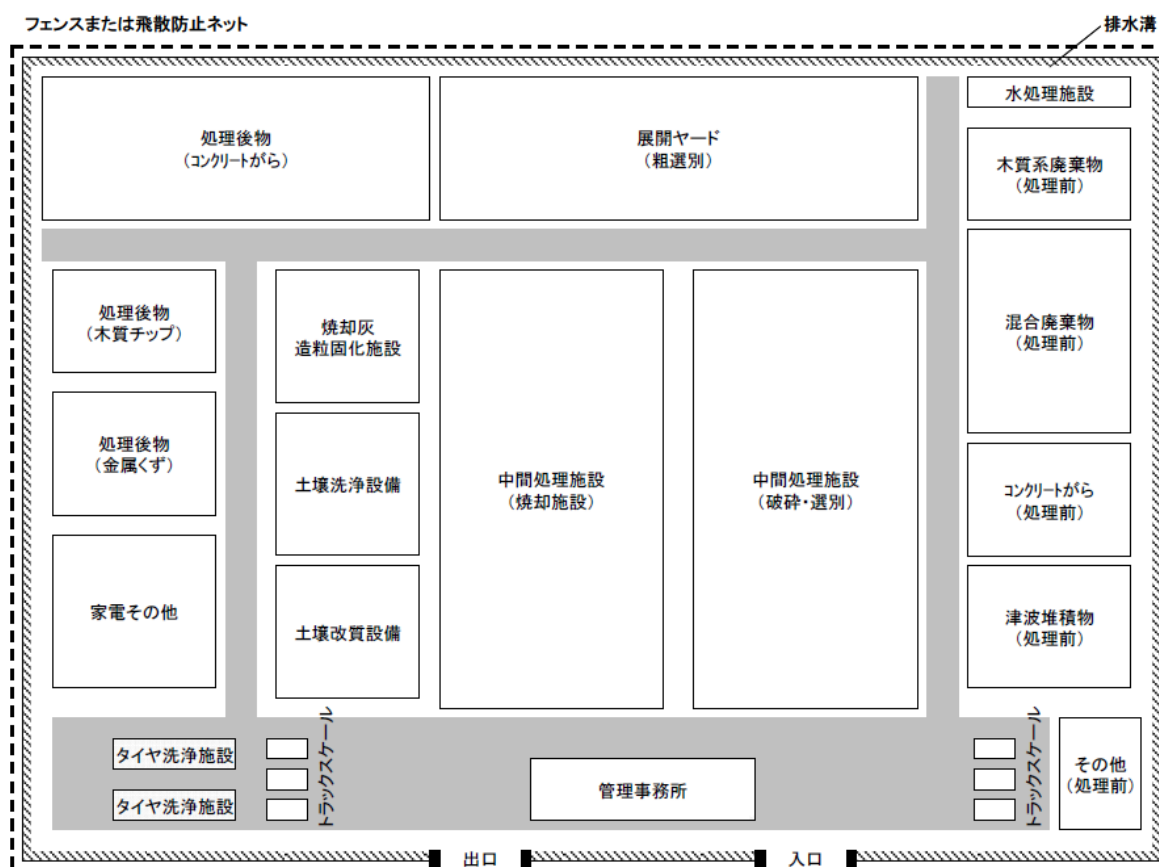 フェンスまたは飛散防止ネット
排水溝
処理後物
(コンクリートがら)
展開ヤード
(粗選別)
水処理施設
木質系廃棄物
(処理前)
混合廃棄物
(処理前)
コンクリートがら
(処理前)
津波堆積物
(処理前)
処理後物
(木質チップ)
処理後物
(金属くず)
家電その他
焼却灰
造粒固化施設
土壌洗浄設備
土壌改質設備
中間処理施設
(焼却施設)
中間処理施設
(破砕・選別)
タイヤ洗浄施設
タイヤ洗浄施設
トラックスケール
管理事務所
トラックスケール
その他
(処理前)
出口
入口